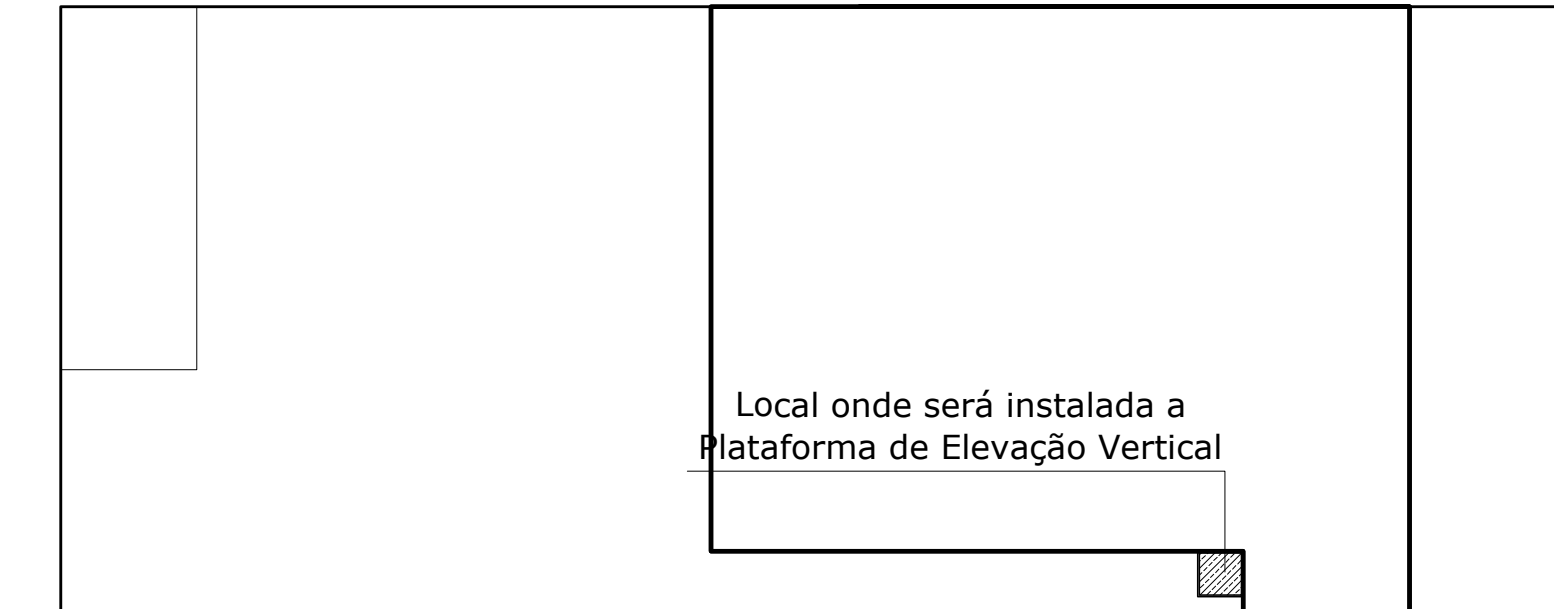 Local onde será instalada a
Plataforma de Elevação Vertical